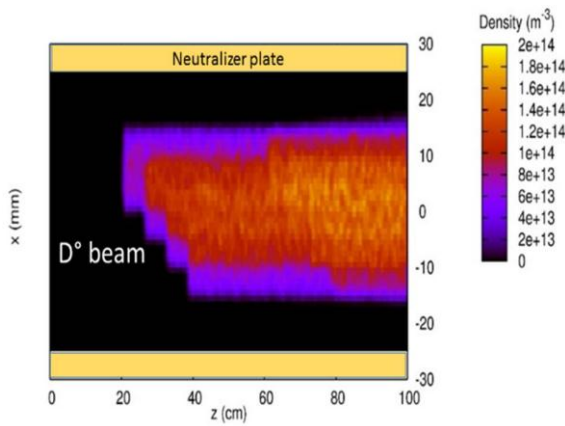 Density (m⁻³)
2e+14
1.8e+14
1.6e+14
1.4e+14
1.2e+14
1e+14
8e+13
6e+13
4e+13
2e+13
0
Neutralizer plate
D° beam
30
20
10
0
-10
-20
-30
x (mm)
0 20 40 60 80 100
z (cm)